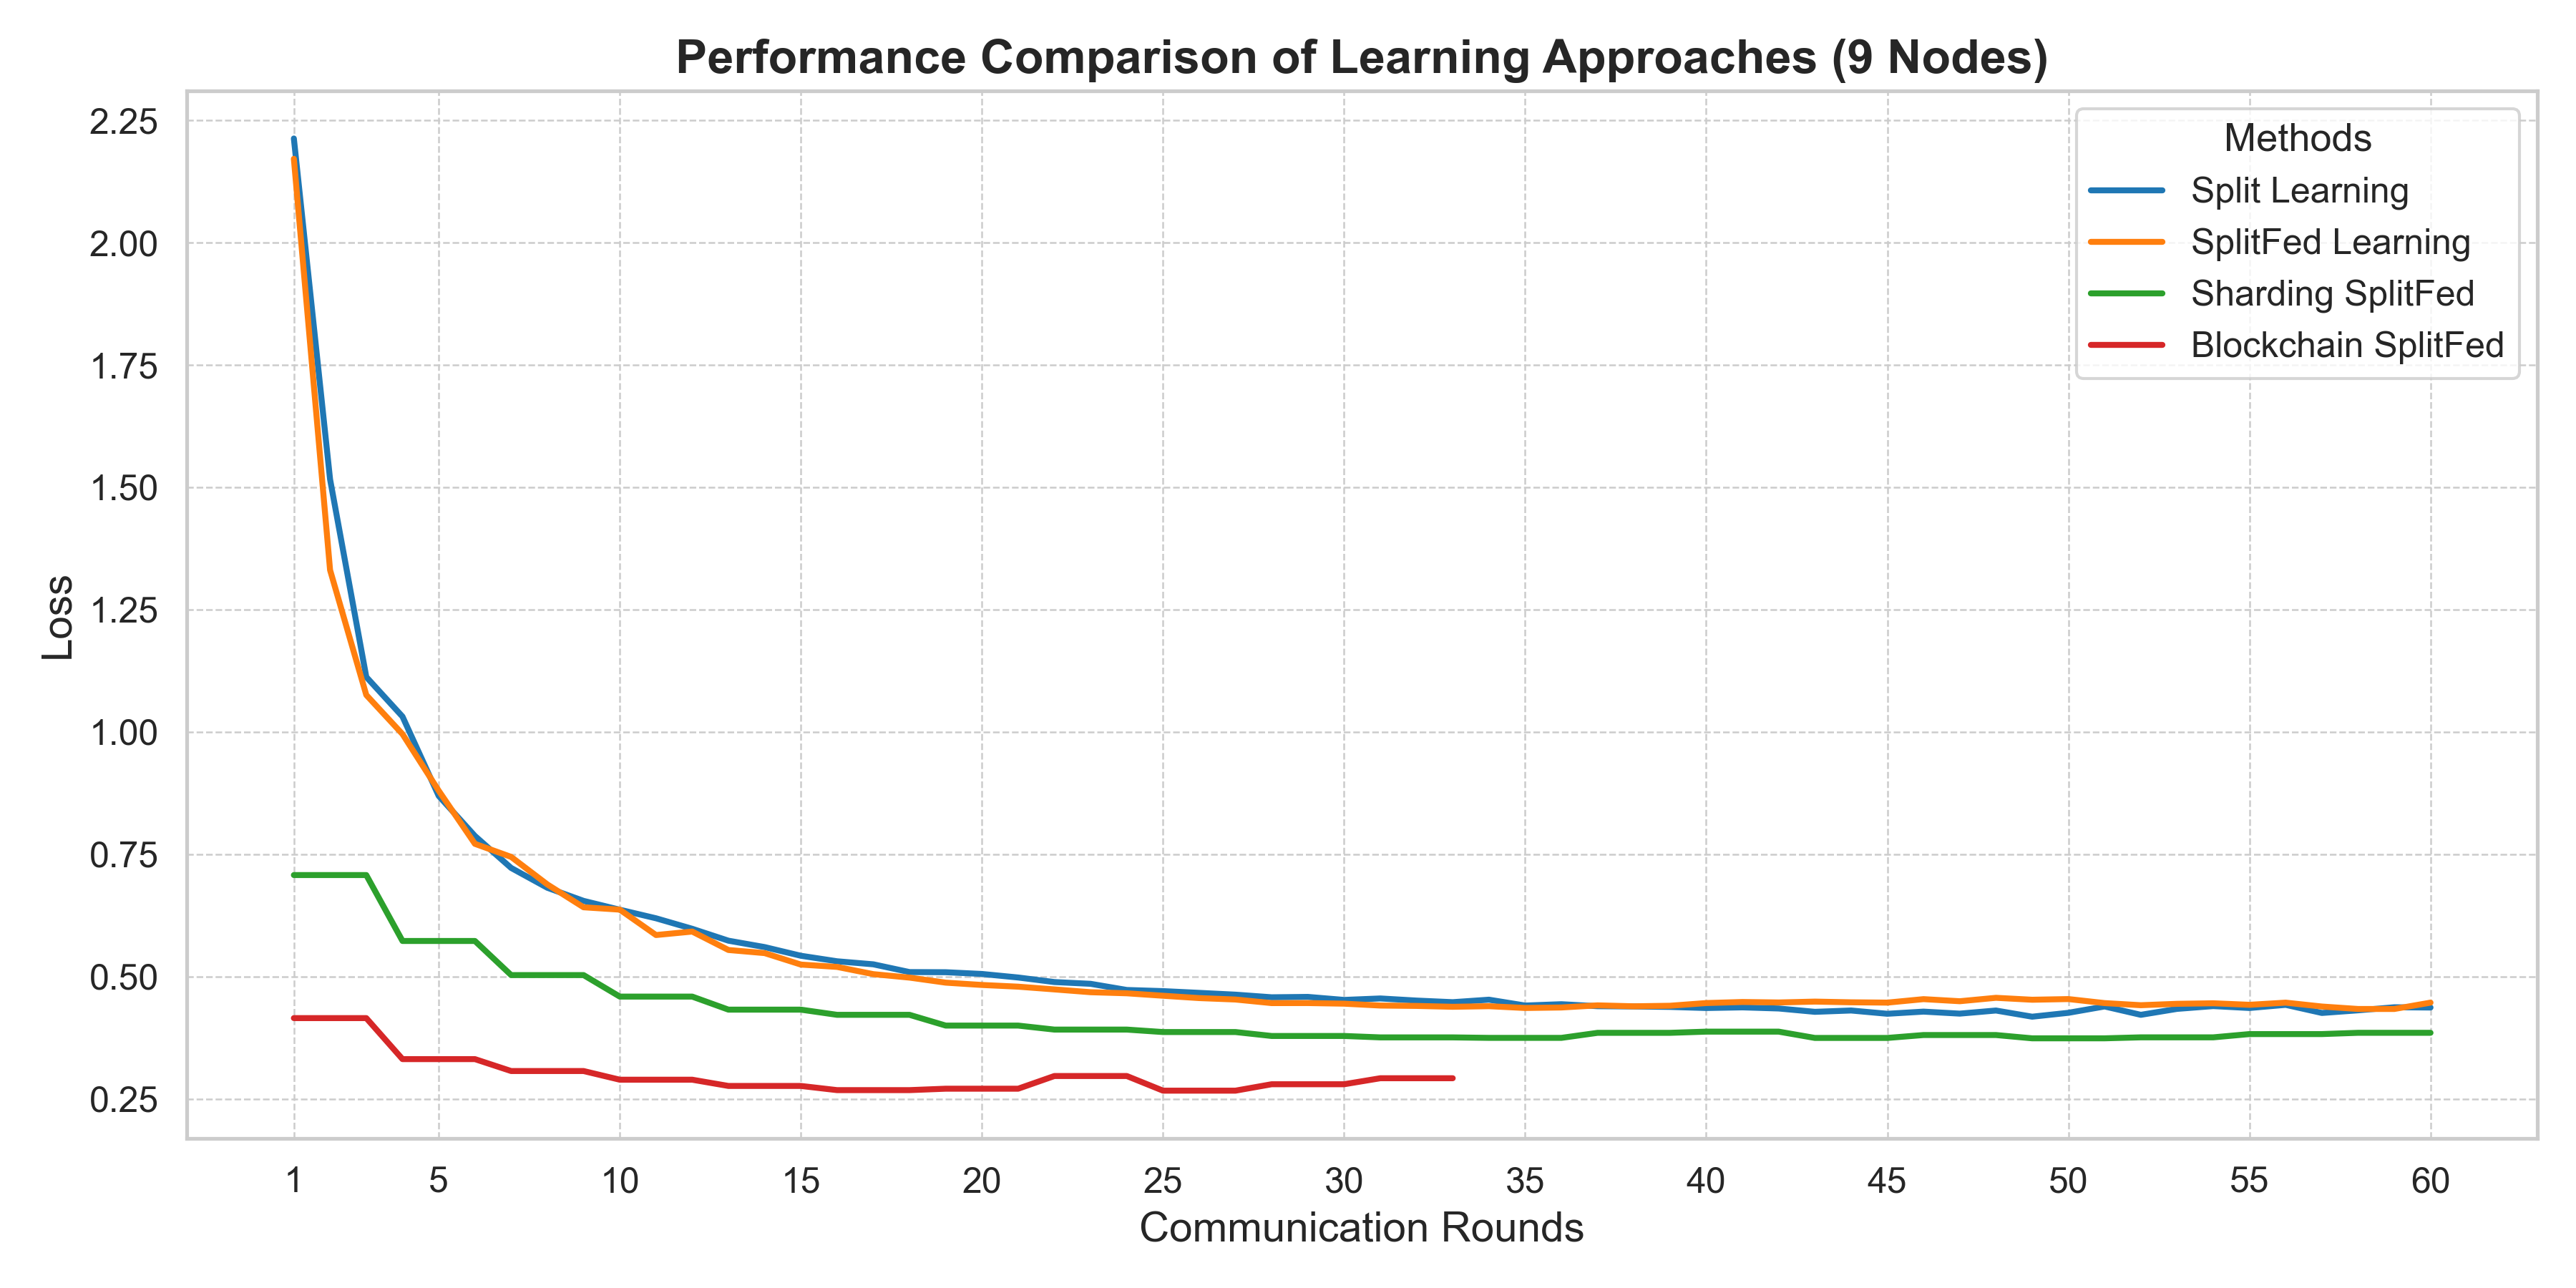 Performance Comparison of Learning Approaches (9 Nodes)
Methods
Split Learning
SplitFed Learning
Sharding SplitFed
Blockchain SplitFed
Loss
2.25
2.00
1.75
1.50
1.25
1.00
0.75
0.50
0.25
1 5 10 15 20 25 30 35 40 45 50 55 60
Communication Rounds